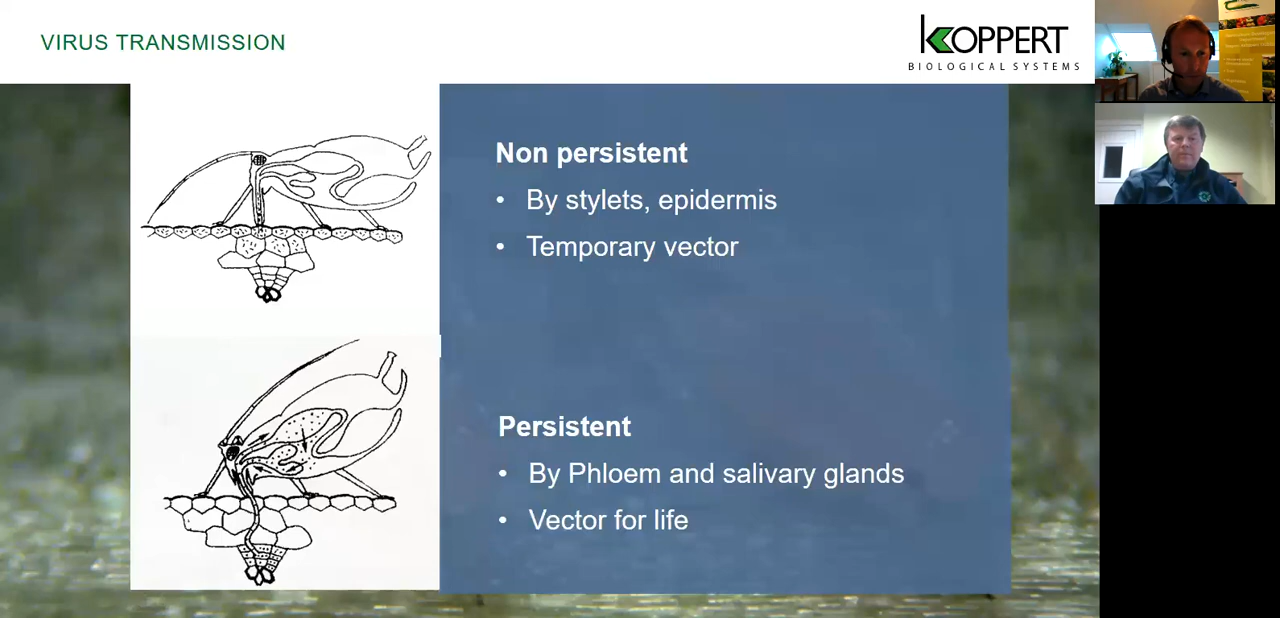 VIRUS TRANSMISSION
KOPPERT
BIOLOGICAL SYSTEMS
Non persistent
• By stylets, epidermis
• Temporary vector
Persistent
• By Phloem and salivary glands
• Vector for life